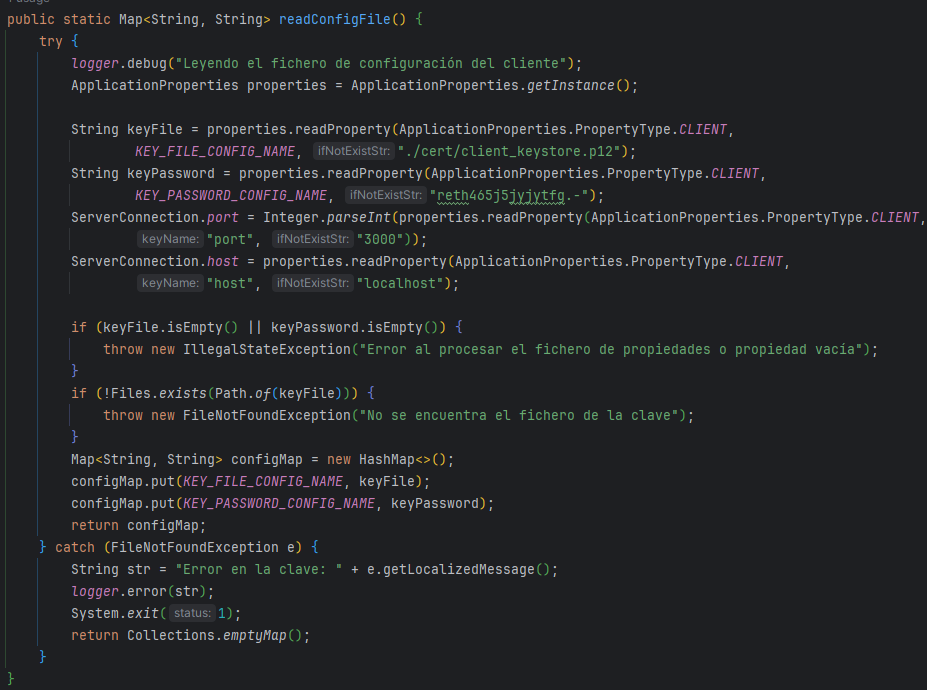 public static Map<String, String> readConfigFile() {
try {
logger.debug("Leyendo el fichero de configuración del cliente");
ApplicationProperties properties = ApplicationProperties.getInstance();
String keyFile = properties.readProperty(ApplicationProperties.PropertyType.CLIENT,
KEY_FILE_CONFIG_NAME, ifNotExistStr: "./cert/client_keystore.p12");
String keyPassword = properties.readProperty(ApplicationProperties.PropertyType.CLIENT,
KEY_PASSWORD_CONFIG_NAME, ifNotExistStr: "reth465j5jyjytfg.-");
ServerConnection.port = Integer.parseInt(properties.readProperty(ApplicationProperties.PropertyType.CLIENT,
keyName: "port", ifNotExistStr: "3000"));
ServerConnection.host = properties.readProperty(ApplicationProperties.PropertyType.CLIENT,
keyName: "host", ifNotExistStr: "localhost");
if (keyFile.isEmpty() || keyPassword.isEmpty()) {
throw new IllegalStateException("Error al procesar el fichero de propiedades o propiedad vacía");
}
if (!Files.exists(Path.of(keyFile))) {
throw new FileNotFoundException("No se encuentra el fichero de la clave");
}
Map<String, String> configMap = new HashMap<>();
configMap.put(KEY_FILE_CONFIG_NAME, keyFile);
configMap.put(KEY_PASSWORD_CONFIG_NAME, keyPassword);
return configMap;
} catch (FileNotFoundException e) {
String str = "Error en la clave: " + e.getLocalizedMessage();
logger.error(str);
System.exit( status: 1);
return Collections.emptyMap();
}
}